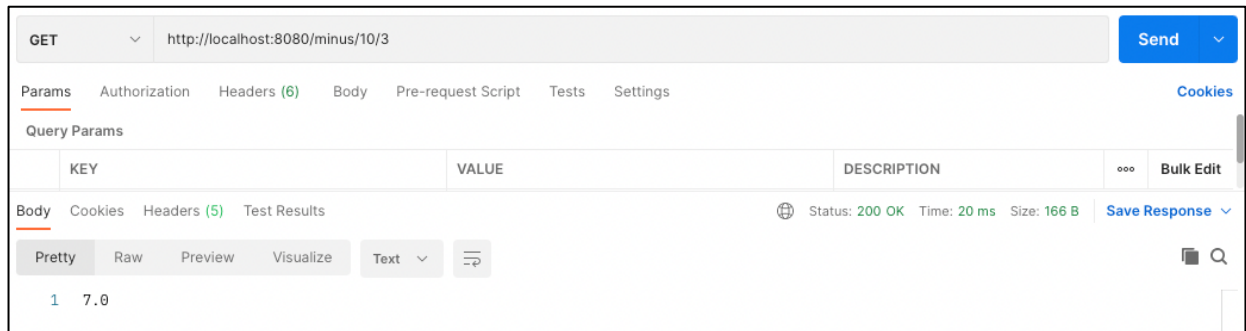 GET http://localhost:8080/minus/10/3 Send
Params Authorization Headers (6) Body Pre-request Script Tests Settings Cookies
Query Params
KEY VALUE DESCRIPTION ooo Bulk Edit
Body Cookies Headers (5) Test Results Status: 200 OK Time: 20 ms Size: 166 B Save Response
Pretty Raw Preview Visualize Text
1 7.0